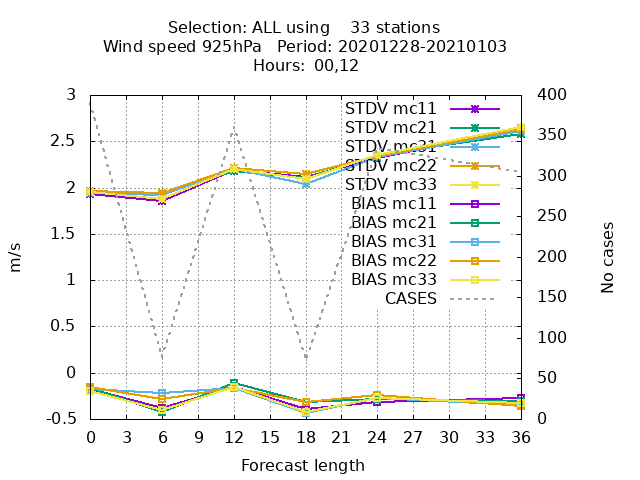 Selection: ALL using    33 stations
Wind speed 925hPa   Period: 20201228-20210103
Hours:  00,12
3
2.5
2
1.5
1
0.5
0
-0.5
m/s
400
350
300
250
200
150
100
50
0
No cases
STDV mc11
STDV mc21
STDV mc31
STDV mc22
STDV mc33
BIAS mc11
BIAS mc21
BIAS mc31
BIAS mc22
BIAS mc33
CASES
0 3 6 9 12 15 18 21 24 27 30 33 36
Forecast length